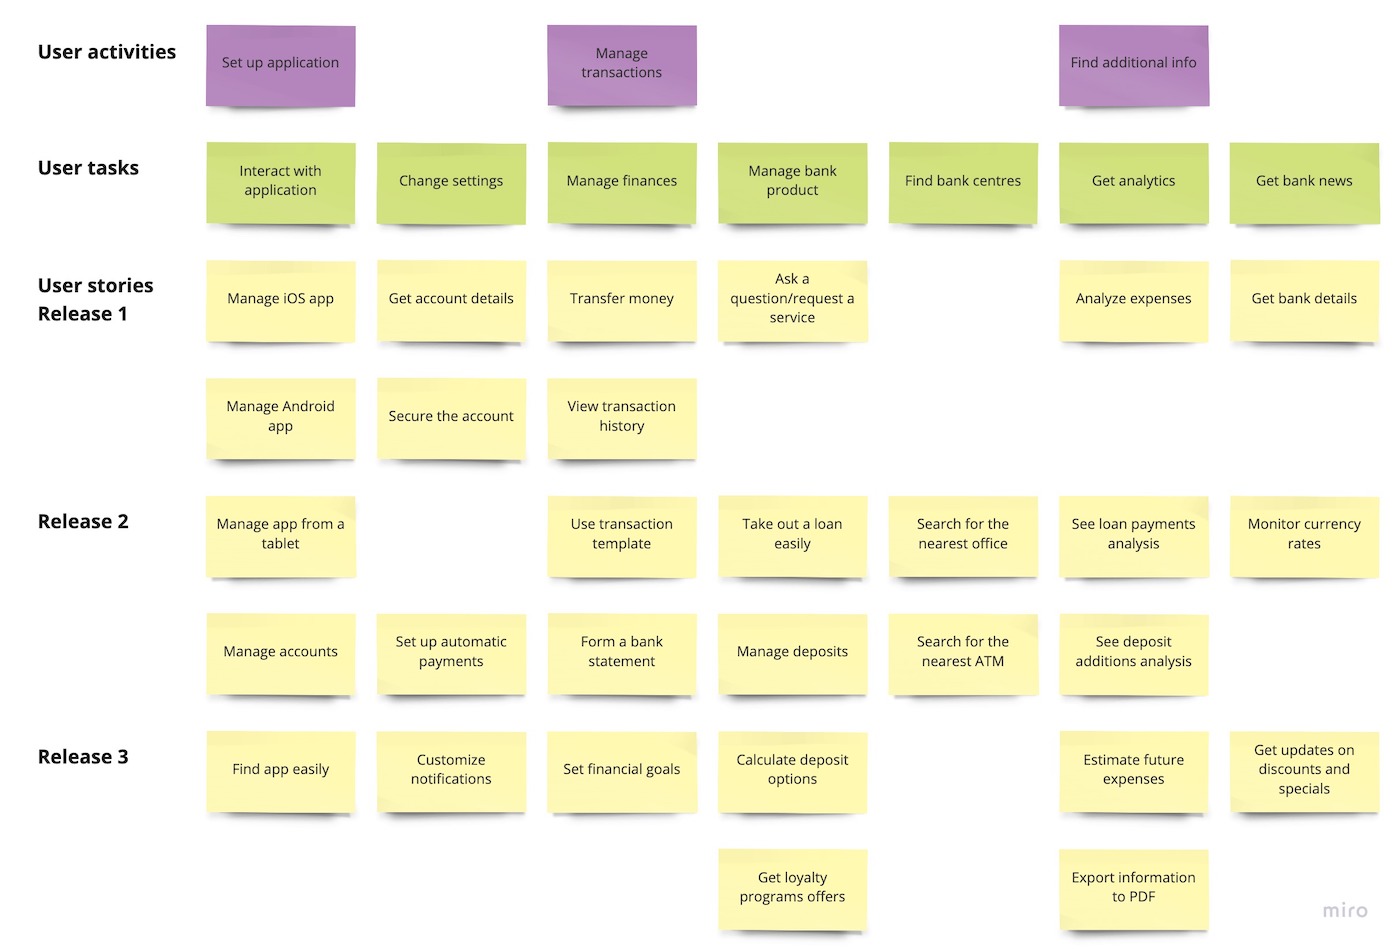 User activities
Set up application
Manage
transactions
Find additional info
User tasks
Interact with
application
Change settings
Manage finances
Manage bank
product
Find bank centres
Get analytics
Get bank news
User stories
Release 1
Manage iOS app
Get account details
Transfer money
Ask a
question/request a
service
Analyze expenses
Get bank details
Manage Android
app
Secure the account
View transaction
history
Release 2
Manage app from a
tablet
Use transaction
template
Take out a loan
easily
Search for the
nearest office
See loan payments
analysis
Monitor currency
rates
Manage accounts
Set up automatic
payments
Form a bank
statement
Manage deposits
Search for the
nearest ATM
See deposit
additions analysis
Release 3
Find app easily
Customize
notifications
Set financial goals
Calculate deposit
options
Estimate future
expenses
Get updates on
discounts and
specials
Get loyalty
programs offers
Export information
to PDF
miro